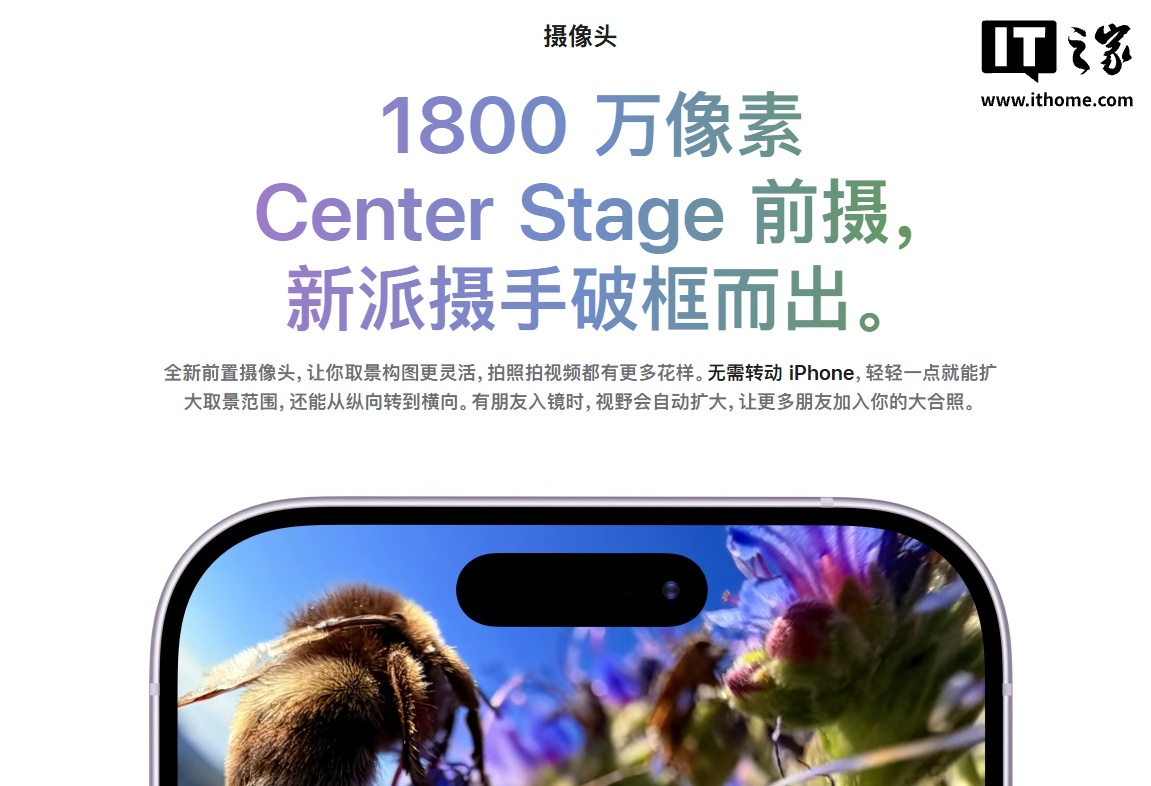 摄像头
IT之家
www.ithome.com
1800 万像素
Center Stage 前摄，
新派摄手破框而出。
全新前置摄像头，让你取景构图更灵活，拍照拍视频都有更多花样。无需转动 iPhone，轻轻一点就能扩
大取景范围，还能从纵向转到横向。有朋友入镜时，视野会自动扩大，让更多朋友加入你的大合照。